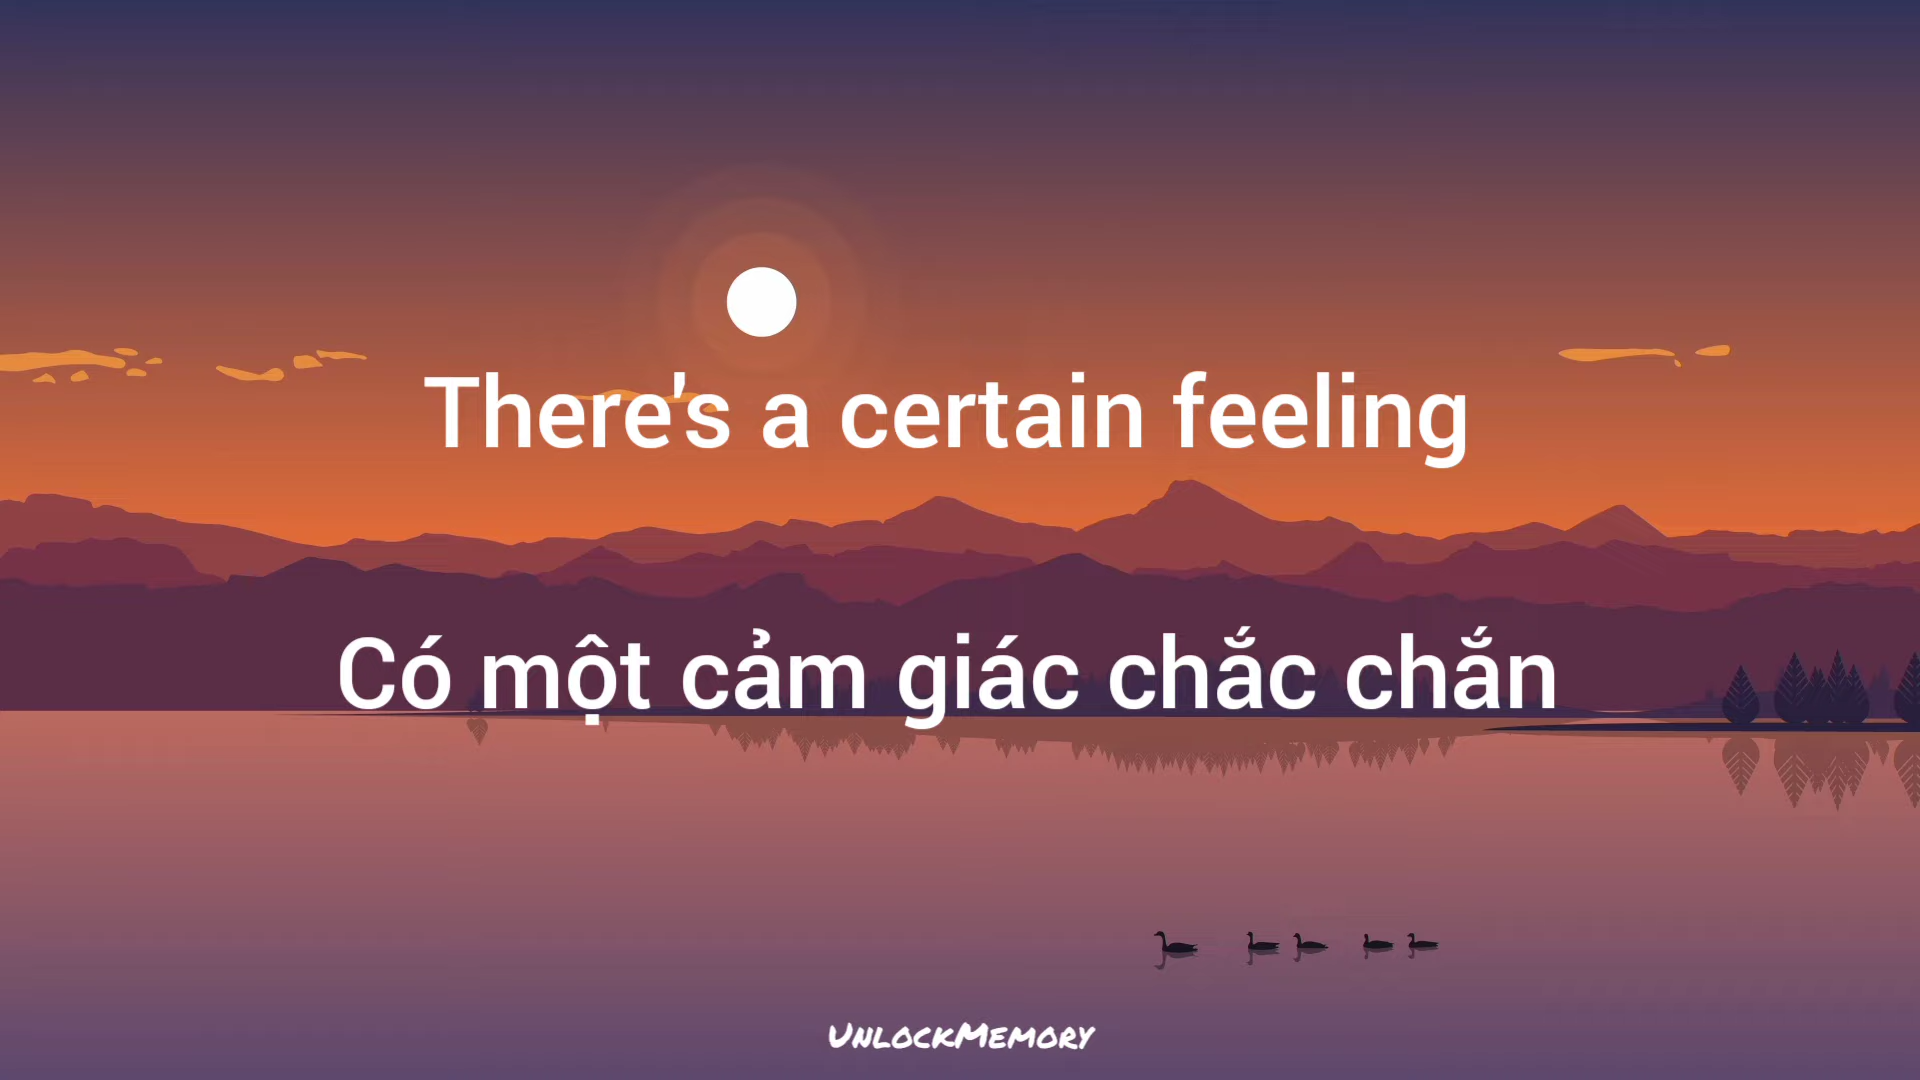 There's a certain feeling
Có một cảm giác chắc chắn
UnlockMemory